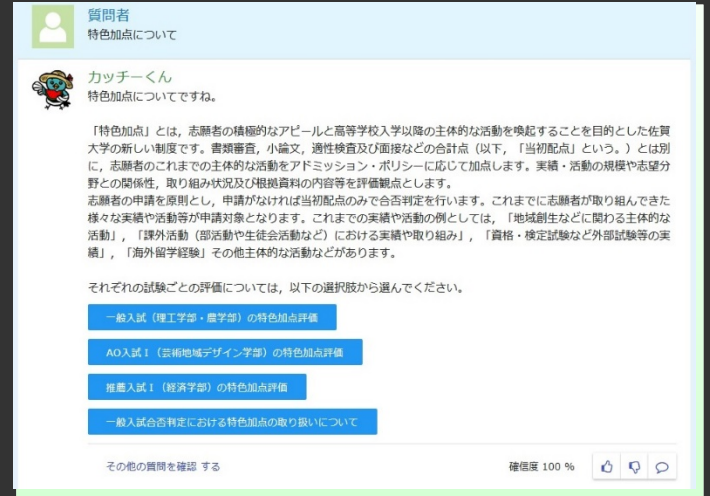 質問者
特色加点について
カッチーくん
特色加点についてですね。
「特色加点」とは，志願者の積極的なアピールと高等学校入学以降の主体的な活動を喚起することを目的とした佐賀
大学の新しい制度です。書類審査，小論文，適性検査及び面接などの合計点（以下，「当初配点」という。）とは別
に，志願者のこれまでの主体的な活動をアドミッション・ポリシーに応じて加点します。実績・活動の規模や志望分
野との関係性，取り組み状況及び根拠資料の内容等を評価観点とします。
志願者の申請を原則とし，申請がなければ当初配点のみで合否判定を行います。これまでに志願者が取り組んできた
様々な実績や活動等が申請対象となります。これまでの実績や活動の例としては，「地域創生などに関わる主体的な
活動」，「課外活動（部活動や生徒会活動など）における実績や取り組み」，「資格・検定試験など外部試験等の実
績」，「海外留学経験」その他主体的な活動などがあります。
それぞれの試験ごとの評価については，以下の選択肢から選んでください。
一般入試（理工学部・農学部）の特色加点評価
AO入試Ⅰ（芸術地域デザイン学部）の特色加点評価
推薦入試Ⅰ（経済学部）の特色加点評価
一般入試合否判定における特色加点の取り扱いについて
その他の質問を確認 する
確信度 100 %